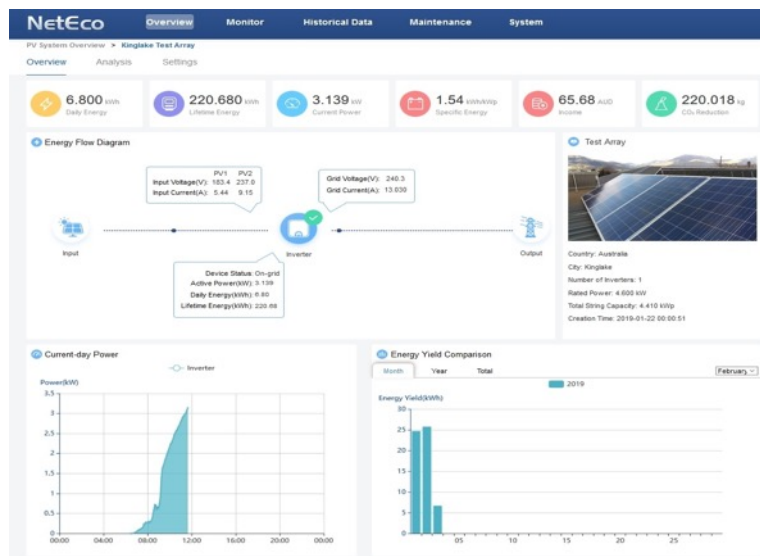 NetEco Overview Monitor Historical Data Maintenance System
PV System Overview > Kinglake Test Array
Overview Analysis Settings
6.800 kWh
Daily Energy
220.680 kWh
Lifetime Energy
3.139 kW
Current Power
1.54 kWh/kWp
Specific Energy
65.68 AUD
Income
220.018 kg
CO₂ Reduction
Energy Flow Diagram
PV1 PV2
Input Voltage(V): 183.4 237.0
Input Current(A): 5.44 9.15
Grid Voltage(V): 240.3
Grid Current(A): 13.030
Input
Inverter
Output
Device Status: On-grid
Active Power(kW): 3.139
Daily Energy(kWh): 6.80
Lifetime Energy(kWh): 220.68
Test Array
Country: Australia
City: Kinglake
Number of Inverters: 1
Rated Power: 4.600 kW
Total String Capacity: 4.410 kWp
Creation Time: 2019-01-22 00:00:51
Current-day Power
Inverter
Power(kW)
3.5
3
2.5
2
1.5
1
0.5
0
00:00 04:00 08:00 12:00 16:00 20:00 00:00
Energy Yield Comparison
Month Year Total
February
2019
Energy Yield(kWh)
30
25
20
15
10
5
0
05 10 15 20 25